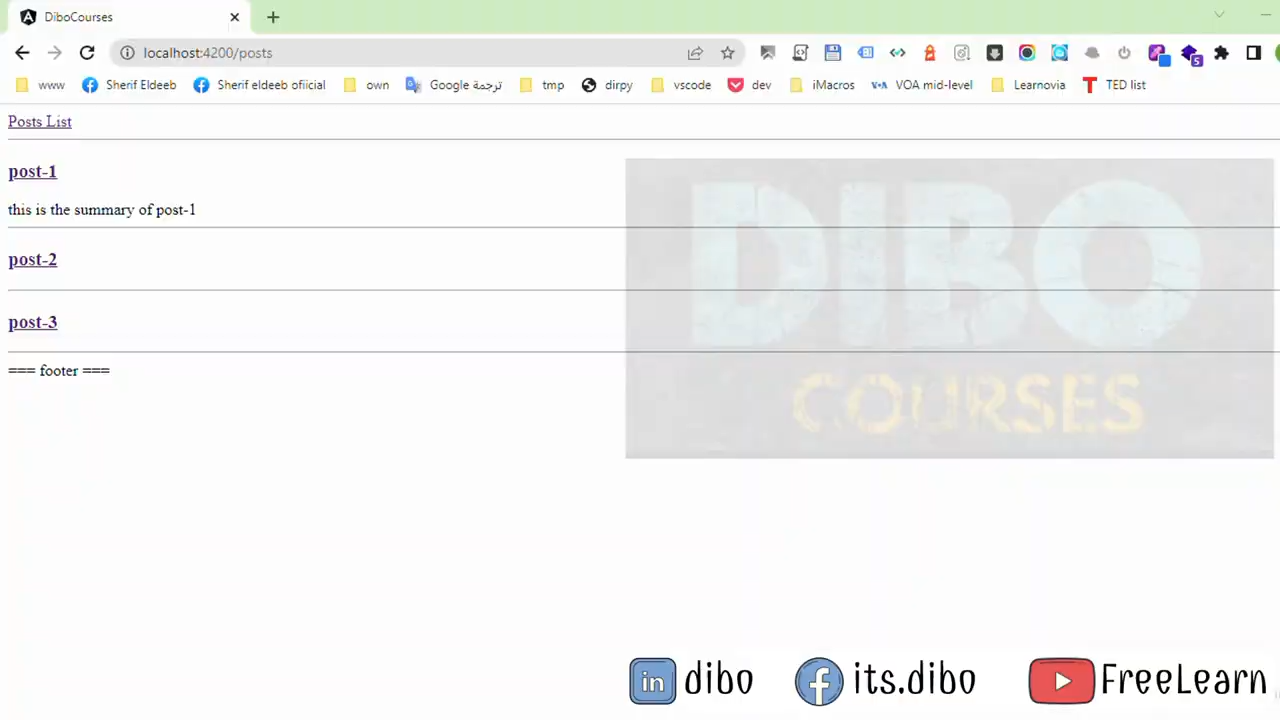 DiboCourses
localhost:4200/posts
www Sherif Eldeeb Sherif eldeeb ofiicial own Google ترجمة tmp dirpy vscode dev iMacros VOA VOA mid-level Learnovia TED list
Posts List
post-1
this is the summary of post-1
post-2
post-3
=== footer ===
DIBO
COURSES
in dibo its.dibo FreeLearn